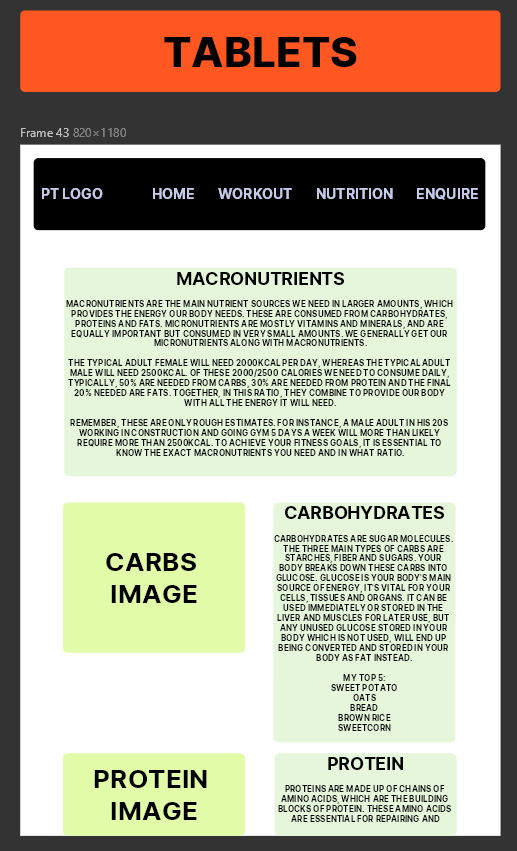 TABLETS
Frame 43 820×1180
PT LOGO HOME WORKOUT NUTRITION ENQUIRE
MACRONUTRIENTS
MACRONUTRIENTS ARE THE MAIN NUTRIENT SOURCES WE NEED IN LARGER AMOUNTS, WHICH
PROVIDES THE ENERGY OUR BODY NEEDS. THESE ARE CONSUMED FROM CARBOHYDRATES,
PROTEINS AND FATS. MICRONUTRIENTS ARE MOSTLY VITAMINS AND MINERALS, AND ARE
EQUALLY IMPORTANT BUT CONSUMED IN VERY SMALL AMOUNTS. WE GENERALLY GET OUR
MICRONUTRIENTS ALONG WITH MACRONUTRIENTS.
THE TYPICAL ADULT FEMALE WILL NEED 2000KCAL PER DAY, WHEREAS THE TYPICAL ADULT
MALE WILL NEED 2500KCAL. OF THESE 2000/2500 CALORIES WE NEED TO CONSUME DAILY,
TYPICALLY, 50% ARE NEEDED FROM CARBS, 30% ARE NEEDED FROM PROTEIN AND THE FINAL
20% NEEDED ARE FATS. TOGETHER, IN THIS RATIO, THEY COMBINE TO PROVIDE OUR BODY
WITH ALL THE ENERGY IT WILL NEED.
REMEMBER, THESE ARE ONLY ROUGH ESTIMATES. FOR INSTANCE, A MALE ADULT IN HIS 20S
WORKING IN CONSTRUCTION AND GOING GYM 5 DAYS A WEEK WILL MORE THAN LIKELY
REQUIRE MORE THAN 2500KCAL. TO ACHIEVE YOUR FITNESS GOALS, IT IS ESSENTIAL TO
KNOW THE EXACT MACRONUTRIENTS YOU NEED AND IN WHAT RATIO.
CARBS
IMAGE
CARBOHYDRATES
CARBOHYDRATES ARE SUGAR MOLECULES.
THE THREE MAIN TYPES OF CARBS ARE
STARCHES, FIBER AND SUGARS. YOUR
BODY BREAKS DOWN THESE CARBS INTO
GLUCOSE. GLUCOSE IS YOUR BODY'S MAIN
SOURCE OF ENERGY, IT'S VITAL FOR YOUR
CELLS, TISSUES AND ORGANS. IT CAN BE
USED IMMEDIATELY OR STORED IN THE
LIVER AND MUSCLES FOR LATER USE, BUT
ANY UNUSED GLUCOSE STORED IN YOUR
BODY WHICH IS NOT USED, WILL END UP
BEING CONVERTED AND STORED IN YOUR
BODY AS FAT INSTEAD.
MY TOP 5:
SWEET POTATO
OATS
BREAD
BROWN RICE
SWEETCORN
PROTEIN
IMAGE
PROTEIN
PROTEINS ARE MADE UP OF CHAINS OF
AMINO ACIDS, WHICH ARE THE BUILDING
BLOCKS OF PROTEIN. THESE AMINO ACIDS
ARE ESSENTIAL FOR REPAIRING AND